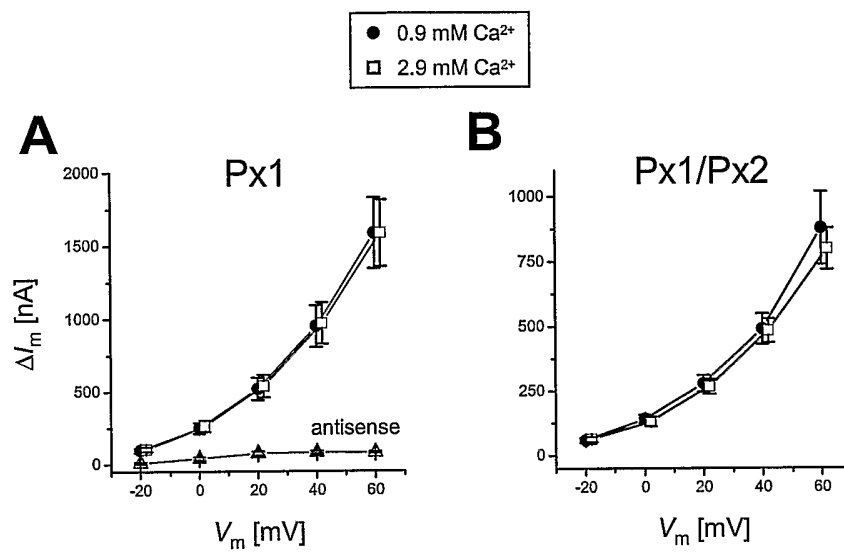 0.9 mM Ca²⁺
2.9 mM Ca²⁺
A
B
Px1
Px1/Px2
2000
1500
1000
500
0
ΔIm [nA]
antisense
-20 0 20 40 60
Vm [mV]
1000
750
500
250
0
-20 0 20 40 60
Vm [mV]